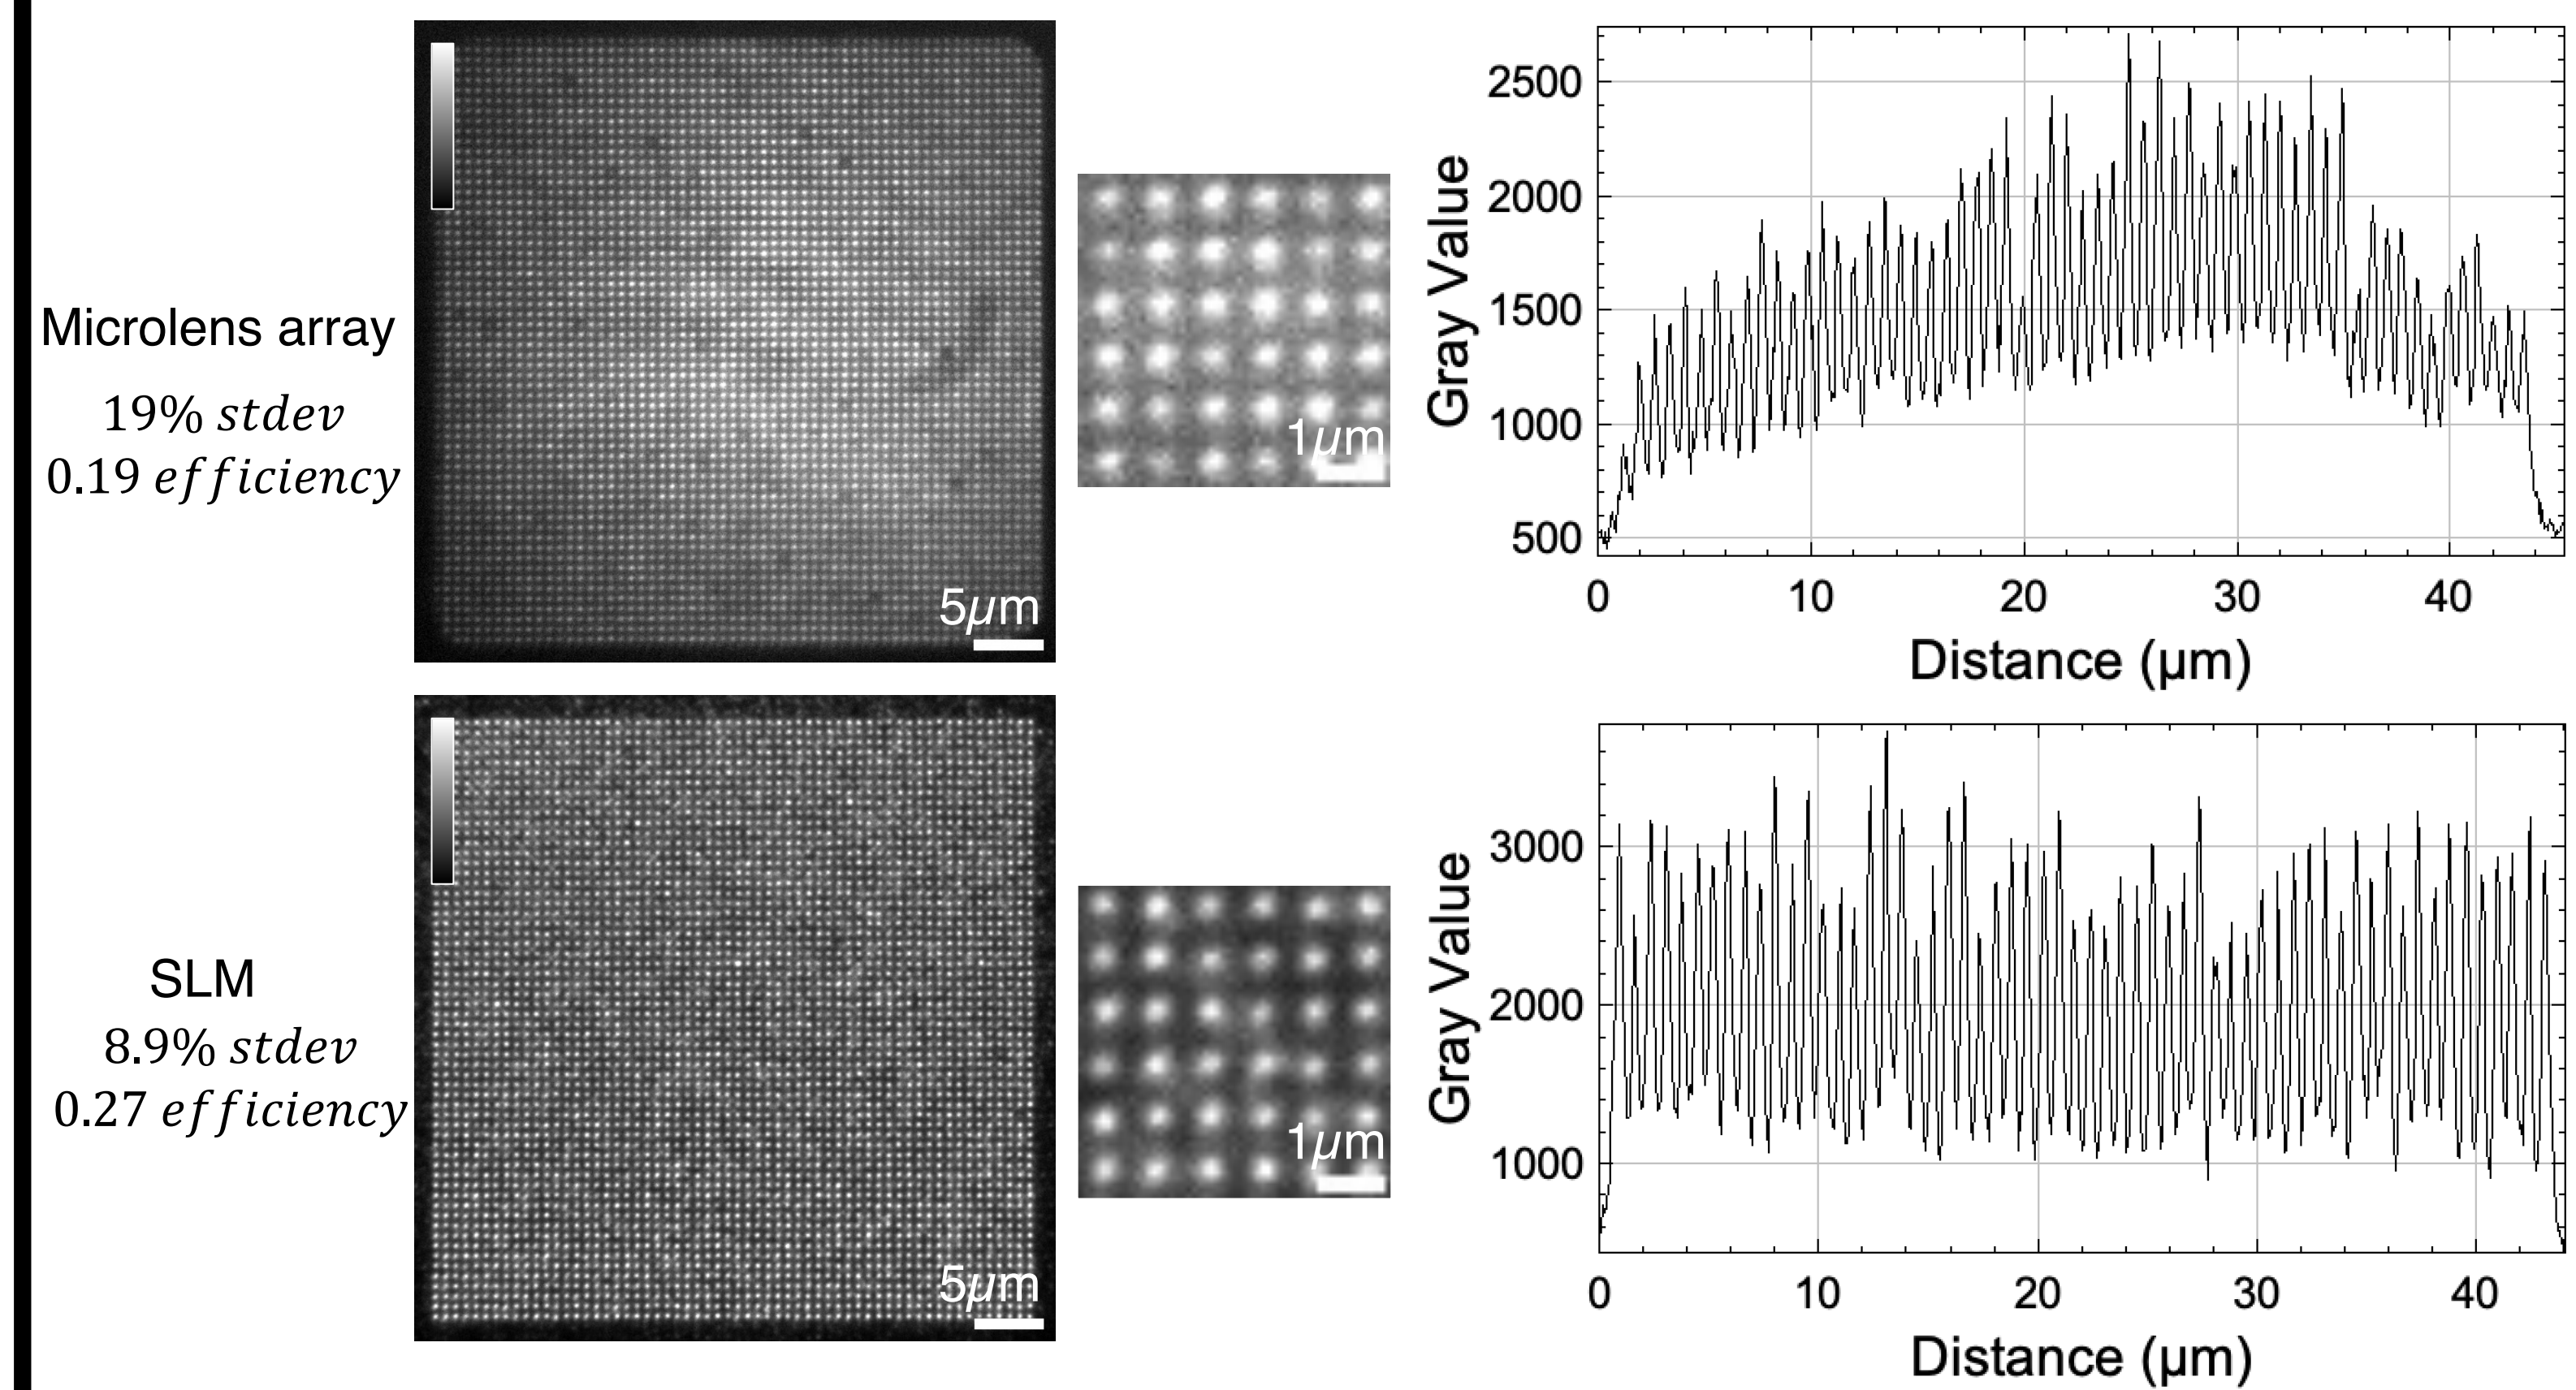 Microlens array
19% stdev
0.19 efficiency
5µm
1µm
2500
2000
1500
1000
500
Gray Value
0 10 20 30 40
Distance (µm)
SLM
8.9% stdev
0.27 efficiency
5µm
1µm
3000
2000
1000
Gray Value
0 10 20 30 40
Distance (µm)